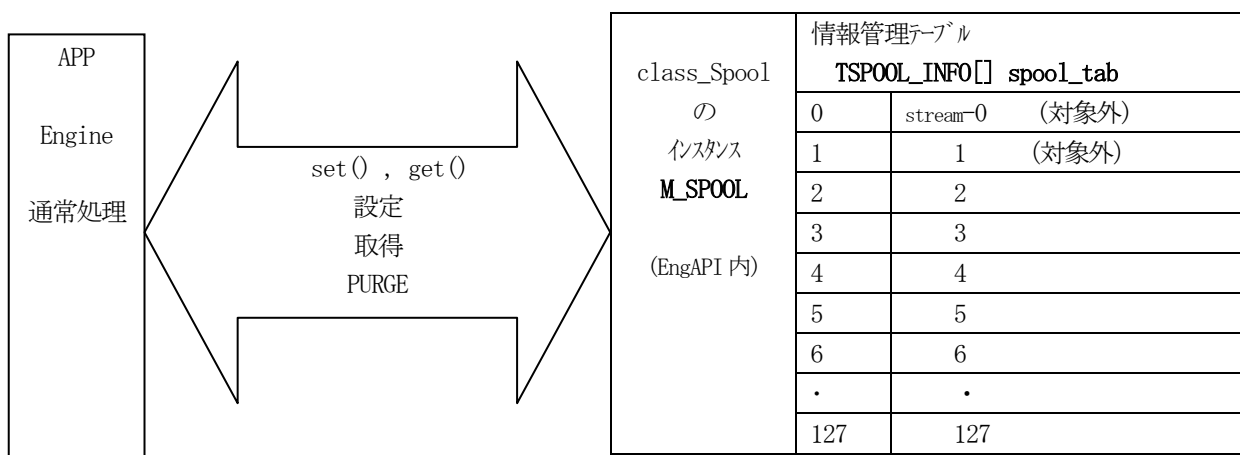 APP
Engine
通常処理
set() , get()
設定
取得
PURGE
class_Spool
の
インスタンス
M_SPOOL
(EngAPI 内)
情報管理テーブル
TSPOOL_INFO[] spool_tab
0 stream-0 (対象外)
1 1 (対象外)
2 2
3 3
4 4
5 5
6 6
・ ・
127 127